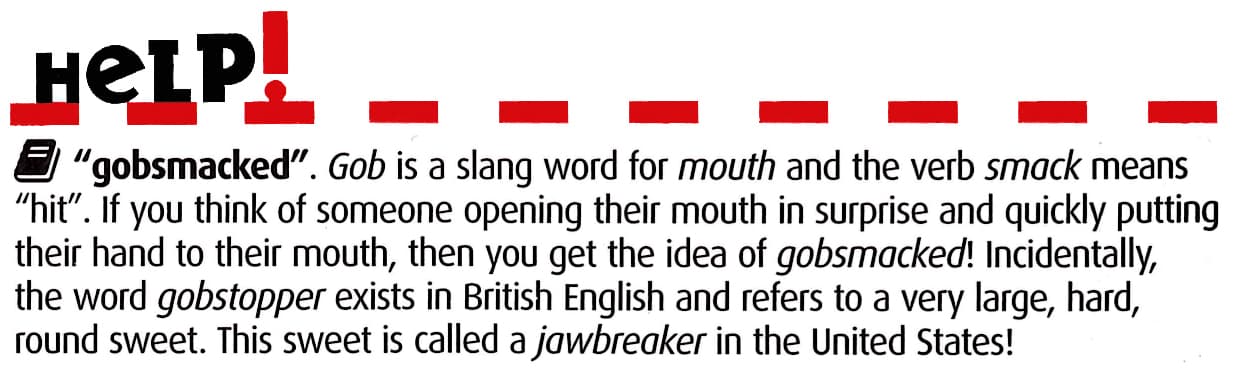 HeLP!
“gobsmacked”. Gob is a slang word for mouth and the verb smack means
“hit”. If you think of someone opening their mouth in surprise and quickly putting
their hand to their mouth, then you get the idea of gobsmacked! Incidentally,
the word gobstopper exists in British English and refers to a very large, hard,
round sweet. This sweet is called a jawbreaker in the United States!